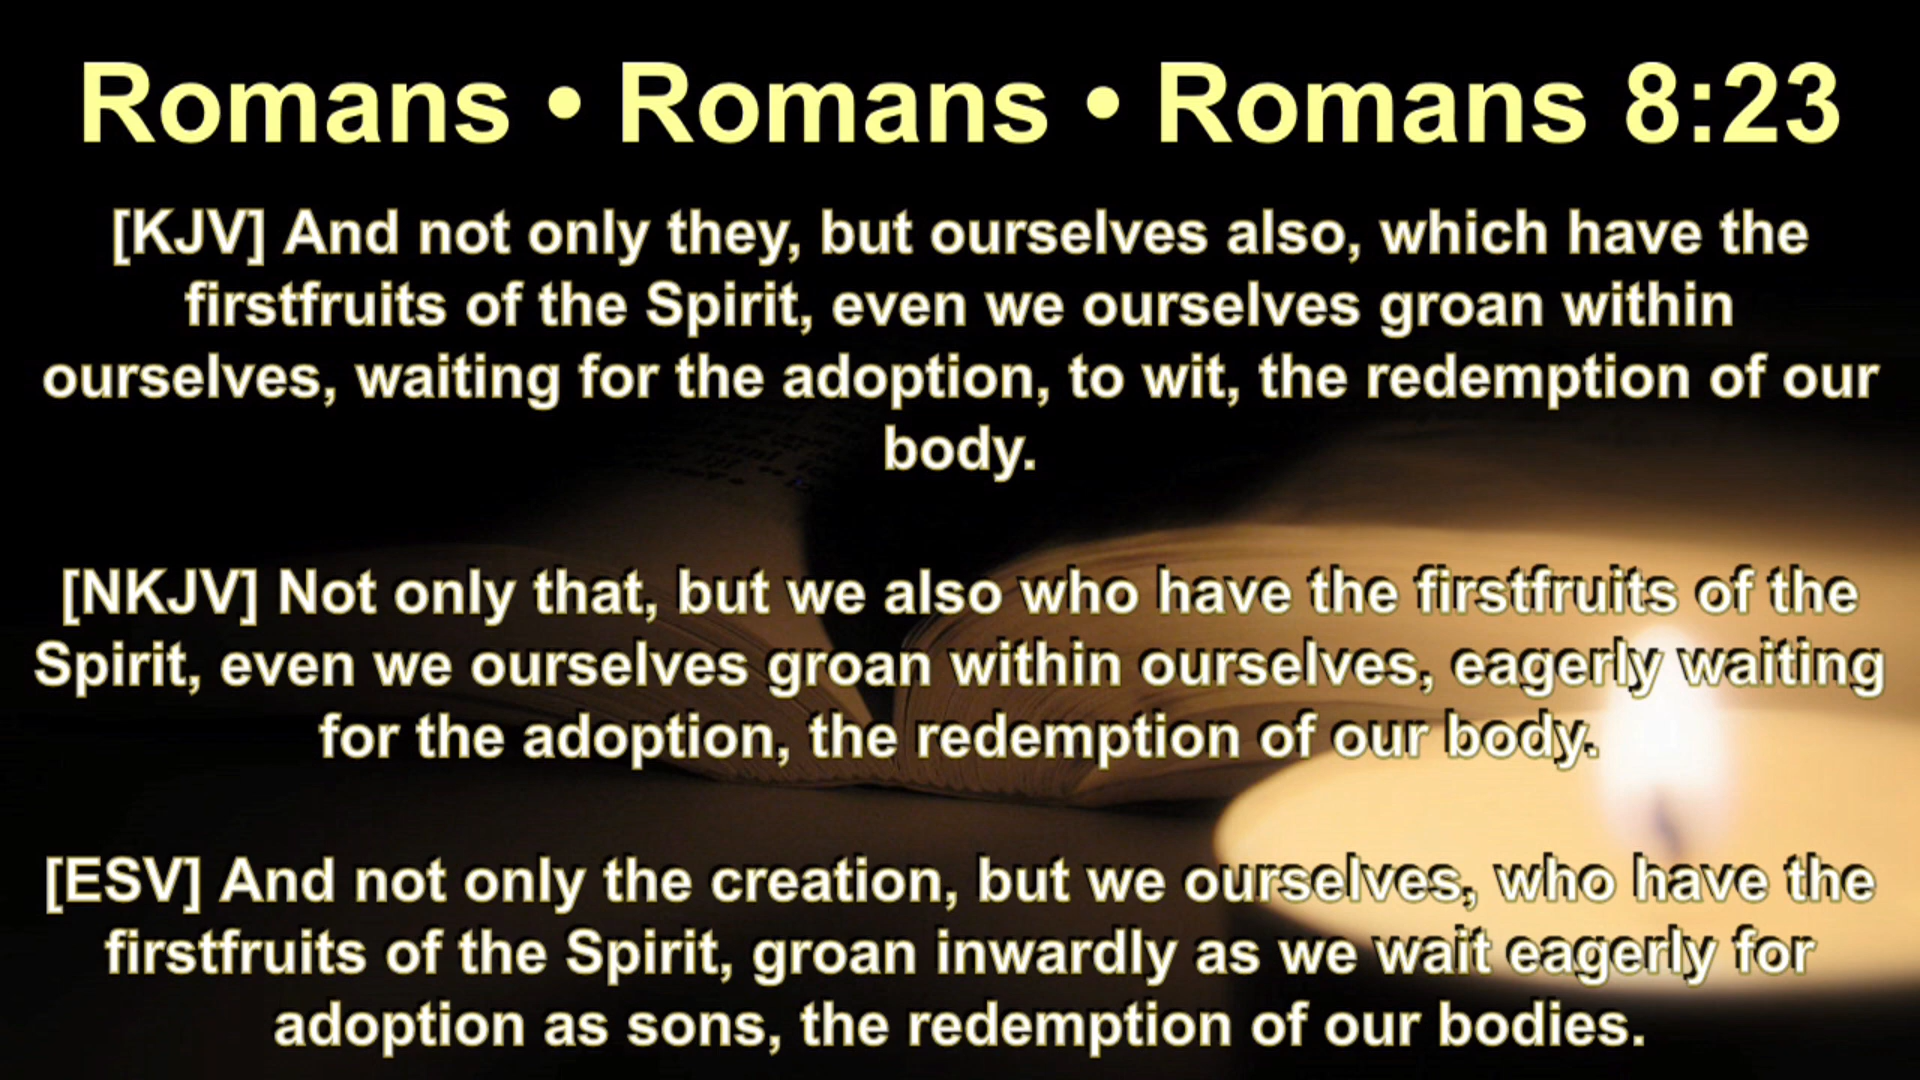 Romans • Romans • Romans 8:23
[KJV] And not only they, but ourselves also, which have the
firstfruits of the Spirit, even we ourselves groan within
ourselves, waiting for the adoption, to wit, the redemption of our
body.
[NKJV] Not only that, but we also who have the firstfruits of the
Spirit, even we ourselves groan within ourselves, eagerly waiting
for the adoption, the redemption of our body.
[ESV] And not only the creation, but we ourselves, who have the
firstfruits of the Spirit, groan inwardly as we wait eagerly for
adoption as sons, the redemption of our bodies.